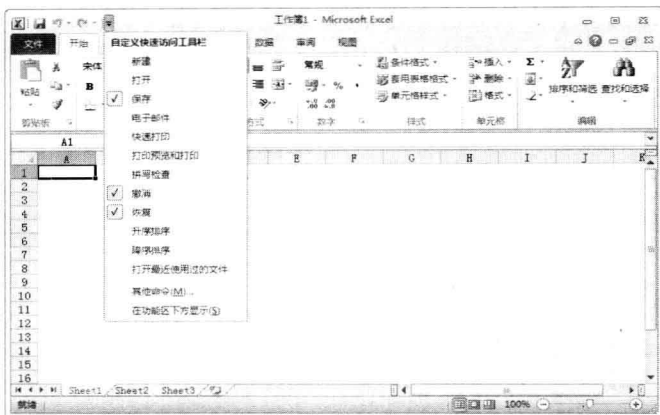 工作簿1 - Microsoft Excel
文件 开始 数据 审阅 视图
自定义快速访问工具栏
新建
打开
✓ 保存
电子邮件
快速打印
打印预览和打印
拼写检查
✓ 撤消
✓ 恢复
升序排序
降序排序
打开最近使用过的文件
其他命令(M)...
在功能区下方显示(S)
粘贴 宋体 B 常规 % , 条件格式 套用表格格式 单元格样式 插入 删除 格式 Σ 排序和筛选 查找和选择
剪贴板 方式 数字 样式 单元格 编辑
A1
A E F G H I J K
1
2
3
4
5
6
7
8
9
10
11
12
13
14
15
16
Sheet1 Sheet2 Sheet3
就绪 100%